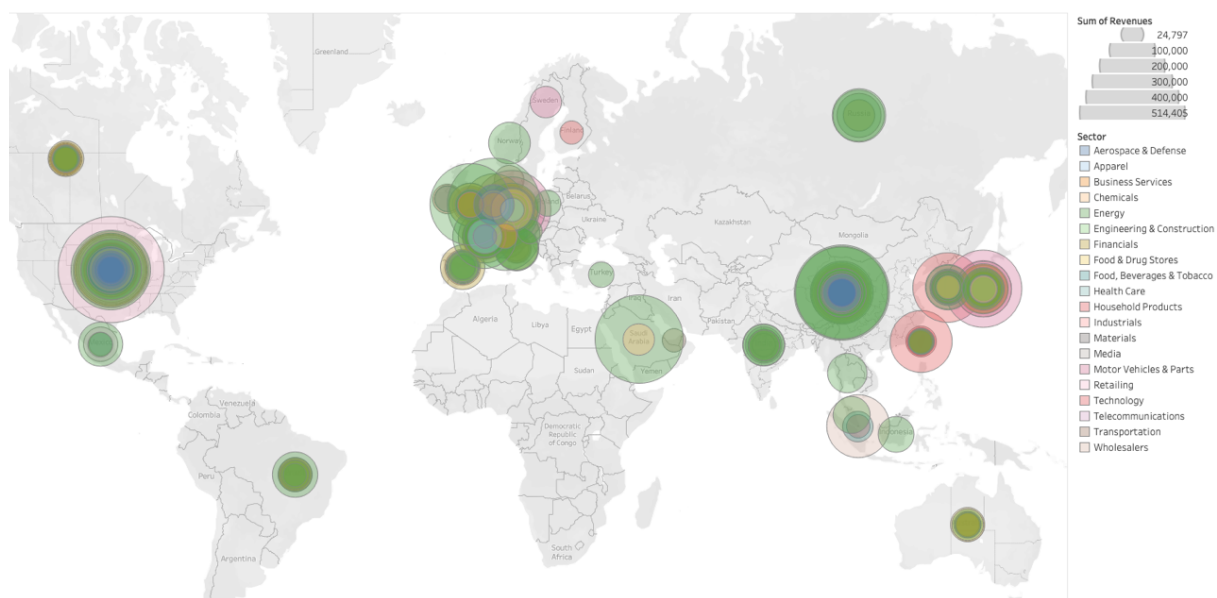 Greenland
Sweden
Finland
Norway
Belarus
Ukraine
Kazakhstan
Mongolia
Turkey
Iraq
Iran
Pakistan
Algeria
Libya
Egypt
Saudi
Arabia
Sudan
Yemen
Venezuela
Colombia
Democratic
Republic
of Congo
Indonesia
Peru
South
Africa
Argentina
Sum of Revenues
24,797
100,000
200,000
300,000
400,000
514,405
Sector
Aerospace & Defense
Apparel
Business Services
Chemicals
Energy
Engineering & Construction
Financials
Food & Drug Stores
Food, Beverages & Tobacco
Health Care
Household Products
Industrials
Materials
Media
Motor Vehicles & Parts
Retailing
Technology
Telecommunications
Transportation
Wholesalers